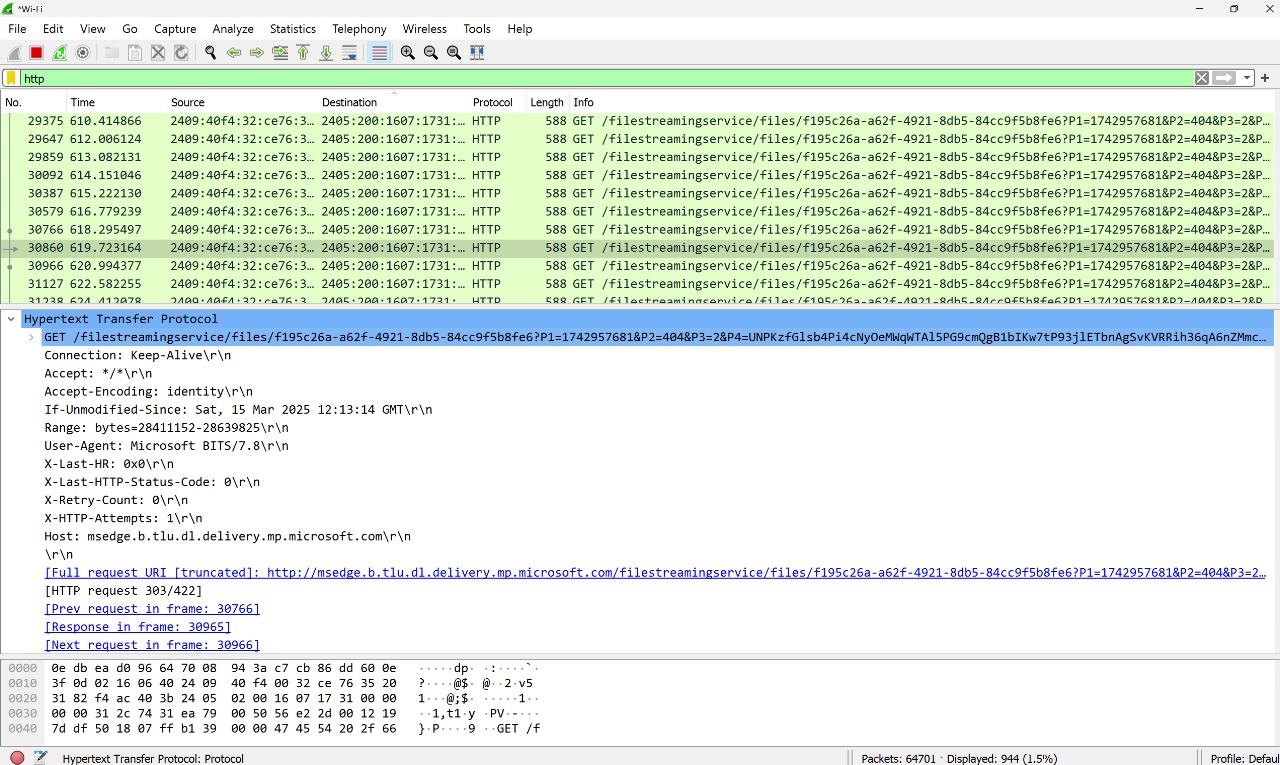 *Wi-Fi
File Edit View Go Capture Analyze Statistics Telephony Wireless Tools Help
http
No. Time Source Destination Protocol Length Info
29375 610.414866 2409:40f4:32:ce76:3… 2405:200:1607:1731:… HTTP 588 GET /filestreamingservice/files/f195c26a-a62f-4921-8db5-84cc9f5b8fe6?P1=1742957681&P2=404&P3=2&P…
29647 612.006124 2409:40f4:32:ce76:3… 2405:200:1607:1731:… HTTP 588 GET /filestreamingservice/files/f195c26a-a62f-4921-8db5-84cc9f5b8fe6?P1=1742957681&P2=404&P3=2&P…
29859 613.082131 2409:40f4:32:ce76:3… 2405:200:1607:1731:… HTTP 588 GET /filestreamingservice/files/f195c26a-a62f-4921-8db5-84cc9f5b8fe6?P1=1742957681&P2=404&P3=2&P…
30092 614.151046 2409:40f4:32:ce76:3… 2405:200:1607:1731:… HTTP 588 GET /filestreamingservice/files/f195c26a-a62f-4921-8db5-84cc9f5b8fe6?P1=1742957681&P2=404&P3=2&P…
30387 615.222130 2409:40f4:32:ce76:3… 2405:200:1607:1731:… HTTP 588 GET /filestreamingservice/files/f195c26a-a62f-4921-8db5-84cc9f5b8fe6?P1=1742957681&P2=404&P3=2&P…
30579 616.779239 2409:40f4:32:ce76:3… 2405:200:1607:1731:… HTTP 588 GET /filestreamingservice/files/f195c26a-a62f-4921-8db5-84cc9f5b8fe6?P1=1742957681&P2=404&P3=2&P…
30766 618.295497 2409:40f4:32:ce76:3… 2405:200:1607:1731:… HTTP 588 GET /filestreamingservice/files/f195c26a-a62f-4921-8db5-84cc9f5b8fe6?P1=1742957681&P2=404&P3=2&P…
30860 619.723164 2409:40f4:32:ce76:3… 2405:200:1607:1731:… HTTP 588 GET /filestreamingservice/files/f195c26a-a62f-4921-8db5-84cc9f5b8fe6?P1=1742957681&P2=404&P3=2&P…
30966 620.994377 2409:40f4:32:ce76:3… 2405:200:1607:1731:… HTTP 588 GET /filestreamingservice/files/f195c26a-a62f-4921-8db5-84cc9f5b8fe6?P1=1742957681&P2=404&P3=2&P…
31127 622.582255 2409:40f4:32:ce76:3… 2405:200:1607:1731:… HTTP 588 GET /filestreamingservice/files/f195c26a-a62f-4921-8db5-84cc9f5b8fe6?P1=1742957681&P2=404&P3=2&P…
31238 624.412078 2409:40f4:32:ce76:3… 2405:200:1607:1731:… HTTP 588 GET /filestreamingservice/files/f195c26a-a62f-4921-8db5-84cc9f5b8fe6?P1=1742957681&P2=404&P3=2&P…
Hypertext Transfer Protocol
GET /filestreamingservice/files/f195c26a-a62f-4921-8db5-84cc9f5b8fe6?P1=1742957681&P2=404&P3=2&P4=UNPKzfGlsb4Pi4cNyOeMWqWTAl5PG9cmQgB1bIKw7tP93jlETbnAgSvKVRRih36qA6nZMmc…
Connection: Keep-Alive\r\n
Accept: */*\r\n
Accept-Encoding: identity\r\n
If-Unmodified-Since: Sat, 15 Mar 2025 12:13:14 GMT\r\n
Range: bytes=28411152-28639825\r\n
User-Agent: Microsoft BITS/7.8\r\n
X-Last-HR: 0x0\r\n
X-Last-HTTP-Status-Code: 0\r\n
X-Retry-Count: 0\r\n
X-HTTP-Attempts: 1\r\n
Host: msedge.b.tlu.dl.delivery.mp.microsoft.com\r\n
\r\n
[Full request URI [truncated]: http://msedge.b.tlu.dl.delivery.mp.microsoft.com/filestreamingservice/files/f195c26a-a62f-4921-8db5-84cc9f5b8fe6?P1=1742957681&P2=404&P3=2…
[HTTP request 303/422]
[Prev request in frame: 30766]
[Response in frame: 30965]
[Next request in frame: 30966]
0000 0e db ea d0 96 64 70 08 94 3a c7 cb 86 dd 60 0e ·····dp· ·:····`·
0010 3f 0d 02 16 06 40 24 09 40 f4 00 32 ce 76 35 20 ?····@$· @··2·v5
0020 31 82 f4 ac 40 3b 24 05 02 00 16 07 17 31 00 00 1···@;$· ·····1··
0030 00 00 31 2c 74 31 ea 79 00 50 56 e2 2d 00 12 19 ··1,t1·y ·PV·-···
0040 7d df 50 18 07 ff b1 39 00 00 47 45 54 20 2f 66 }·P····9 ··GET /f
Hypertext Transfer Protocol: Protocol Packets: 64701 · Displayed: 944 (1.5%) Profile: Defaul